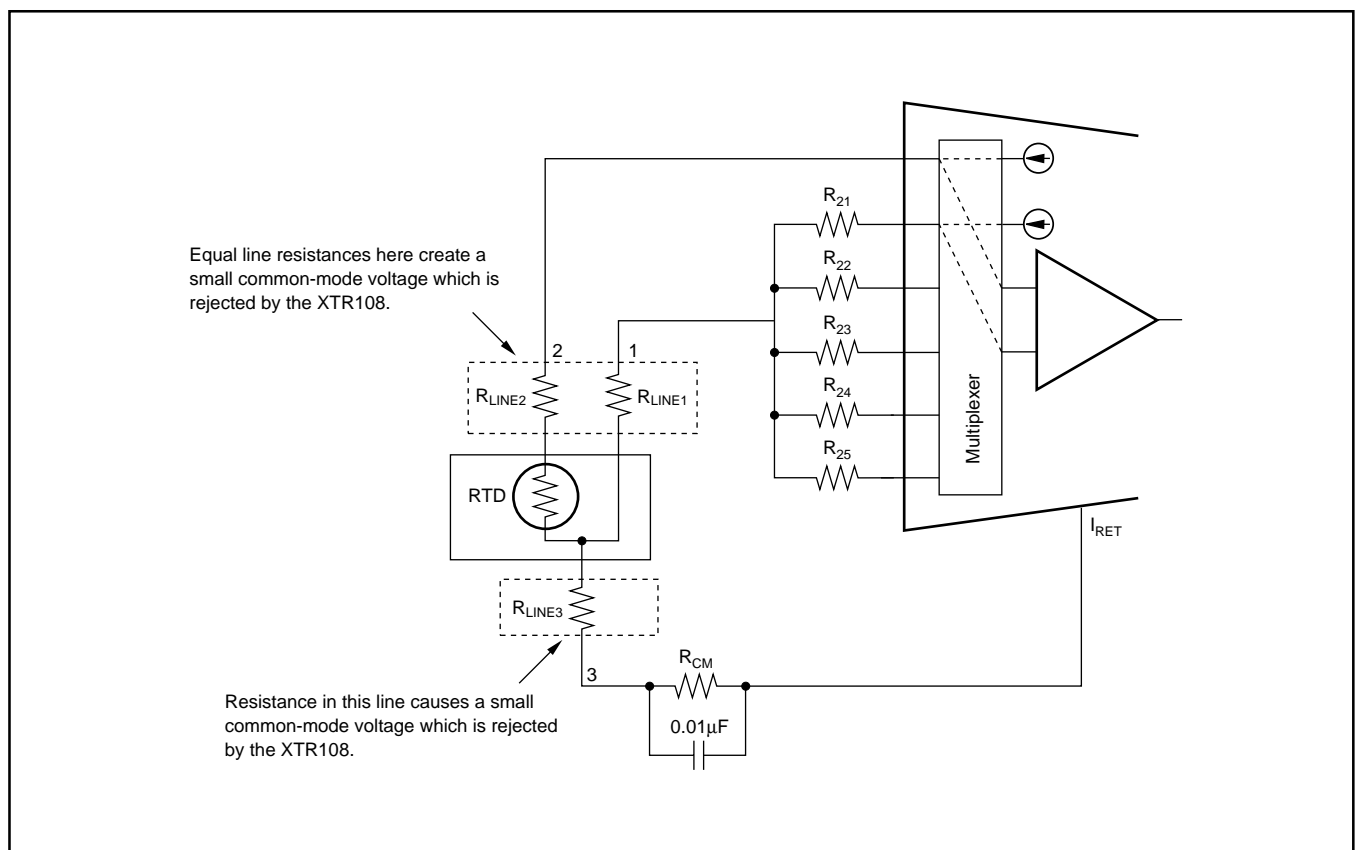 Equal line resistances here create a
small common-mode voltage which is
rejected by the XTR108.
2
1
R21
R22
R23
R24
R25
Multiplexer
RLINE2
RLINE1
RTD
IRET
RLINE3
3
RCM
0.01µF
Resistance in this line causes a small
common-mode voltage which is rejected
by the XTR108.